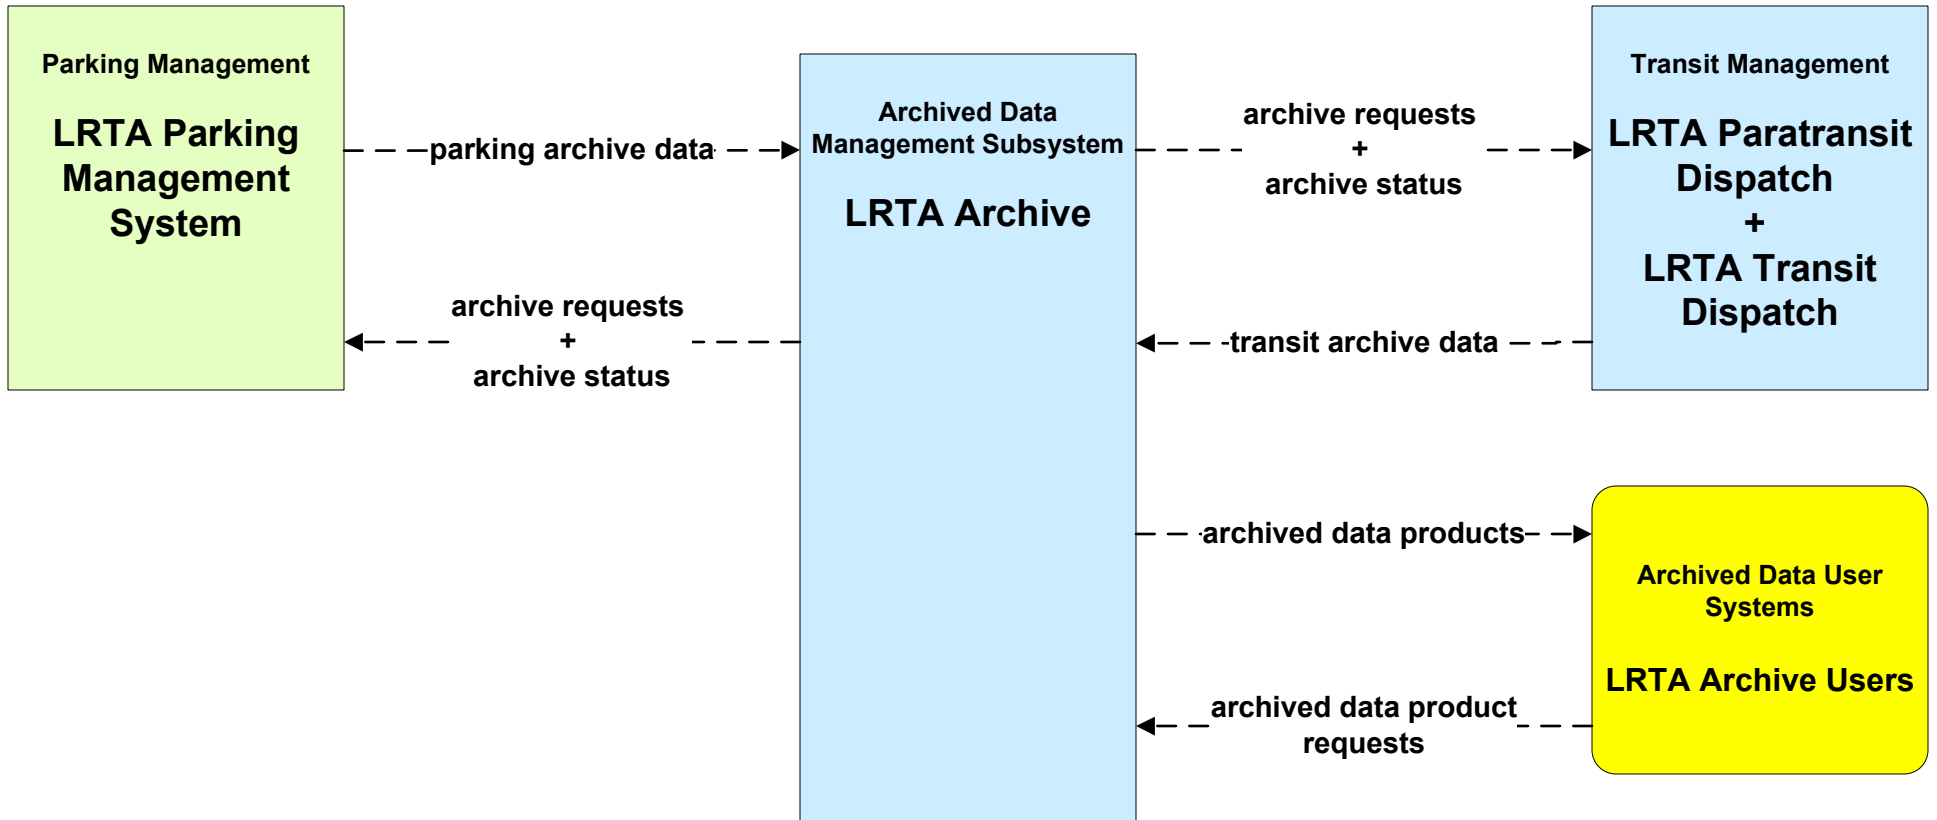 Parking Management
LRTA Parking
Management
System
parking archive data
archive requests
+
archive status
Archived Data
Management Subsystem
LRTA Archive
archive requests
+
archive status
transit archive data
Transit Management
LRTA Paratransit
Dispatch
+
LRTA Transit
Dispatch
archived data products
archived data product
requests
Archived Data User
Systems
LRTA Archive Users